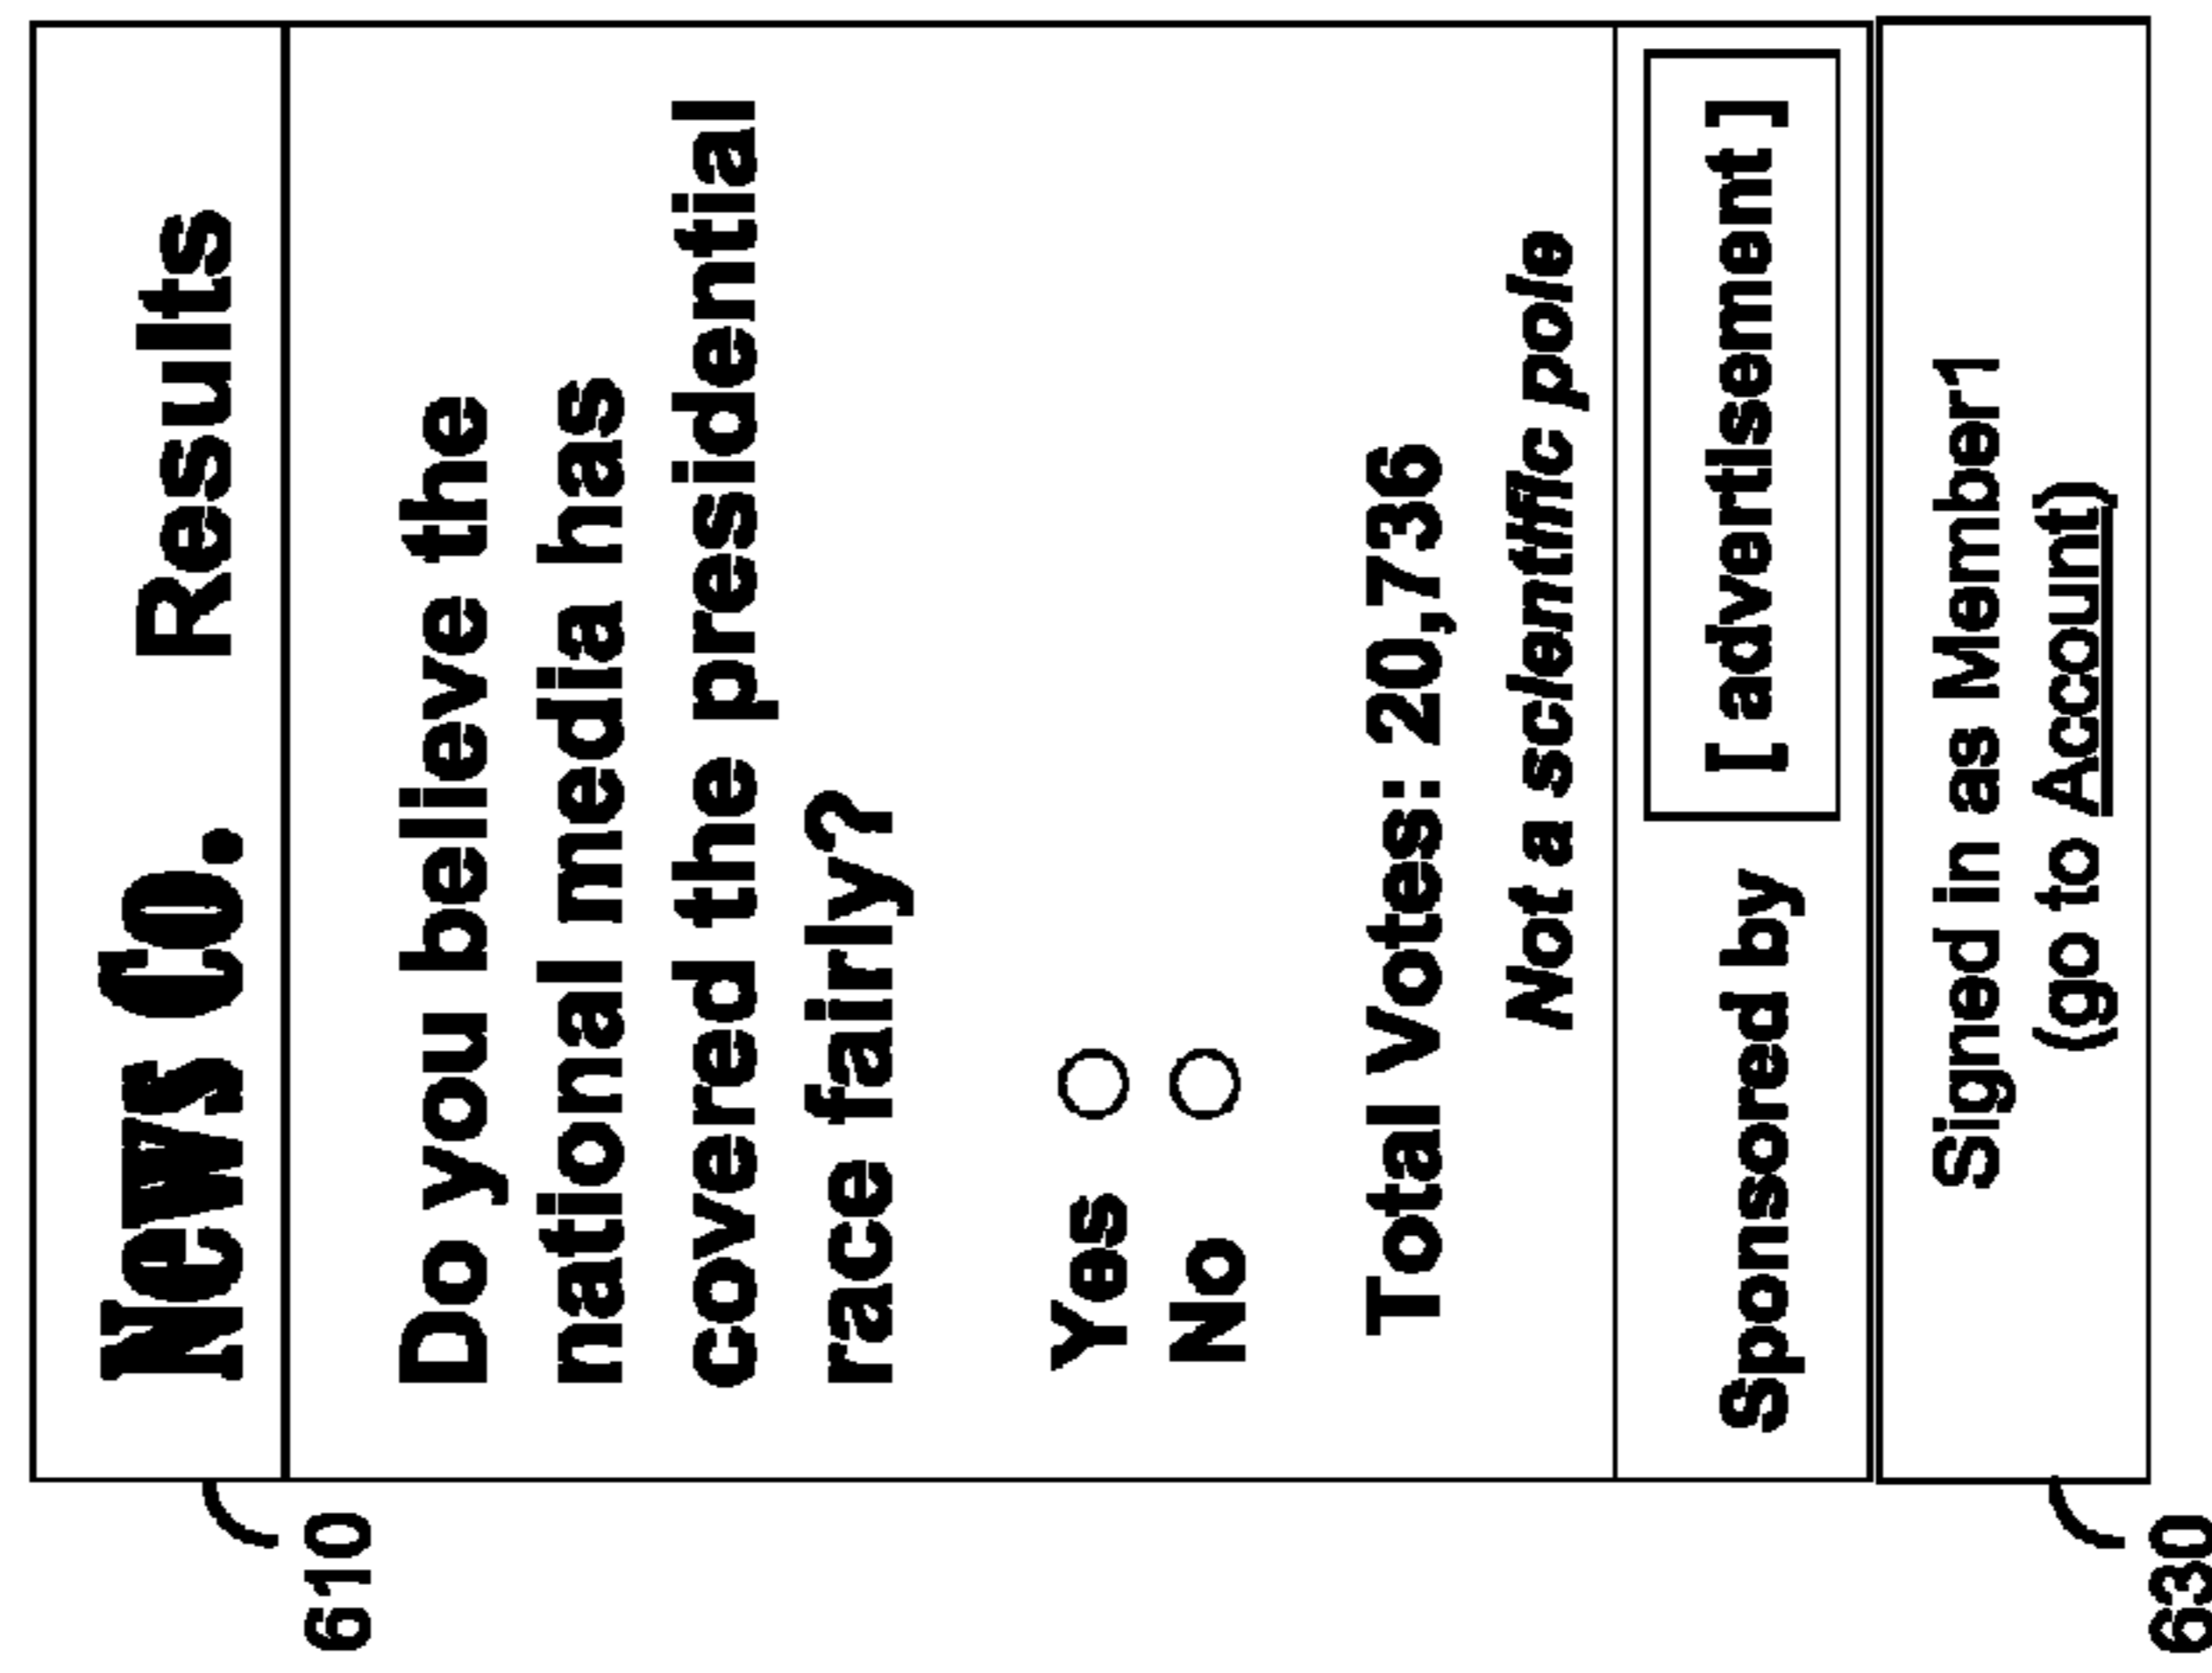 News Co. Results
Do you believe the
national media has
covered the presidential
race fairly?
Yes
No
Total Votes: 20,736
Not a scientific pole
Sponsored by [ advertisement ]
Signed in as Member1
(go to Account)
610
630